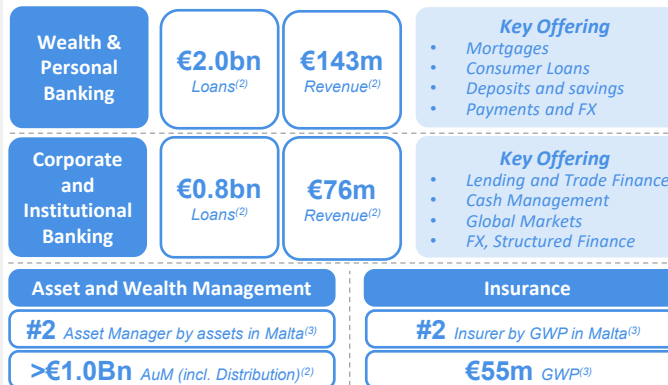 Wealth &
Personal
Banking
€2.0bn
Loans(2)
€143m
Revenue(2)
Key Offering
• Mortgages
• Consumer Loans
• Deposits and savings
• Payments and FX
Corporate
and
Institutional
Banking
€0.8bn
Loans(2)
€76m
Revenue(2)
Key Offering
• Lending and Trade Finance
• Cash Management
• Global Markets
• FX, Structured Finance
Asset and Wealth Management
#2 Asset Manager by assets in Malta(3)
>€1.0Bn AuM (incl. Distribution)(2)
Insurance
#2 Insurer by GWP in Malta(3)
€55m GWP(3)